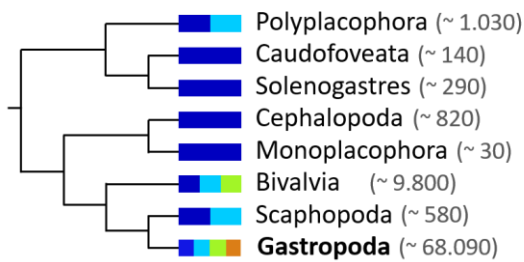 Polyplacophora (~ 1.030)
Caudofoveata (~ 140)
Solenogastres (~ 290)
Cephalopoda (~ 820)
Monoplacophora (~ 30)
Bivalvia (~ 9.800)
Scaphopoda (~ 580)
Gastropoda (~ 68.090)